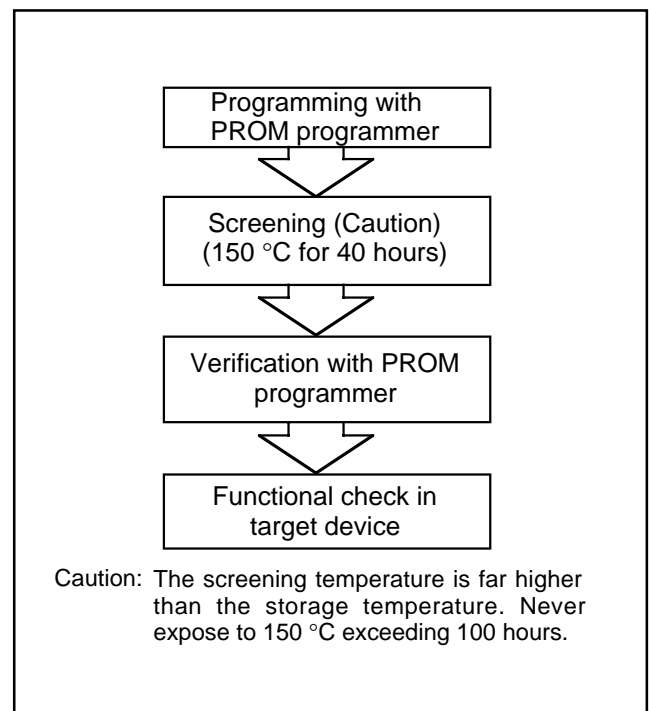 Programming with
PROM programmer
Screening (Caution)
(150 °C for 40 hours)
Verification with PROM
programmer
Functional check in
target device
Caution: The screening temperature is far higher
than the storage temperature. Never
expose to 150 °C exceeding 100 hours.